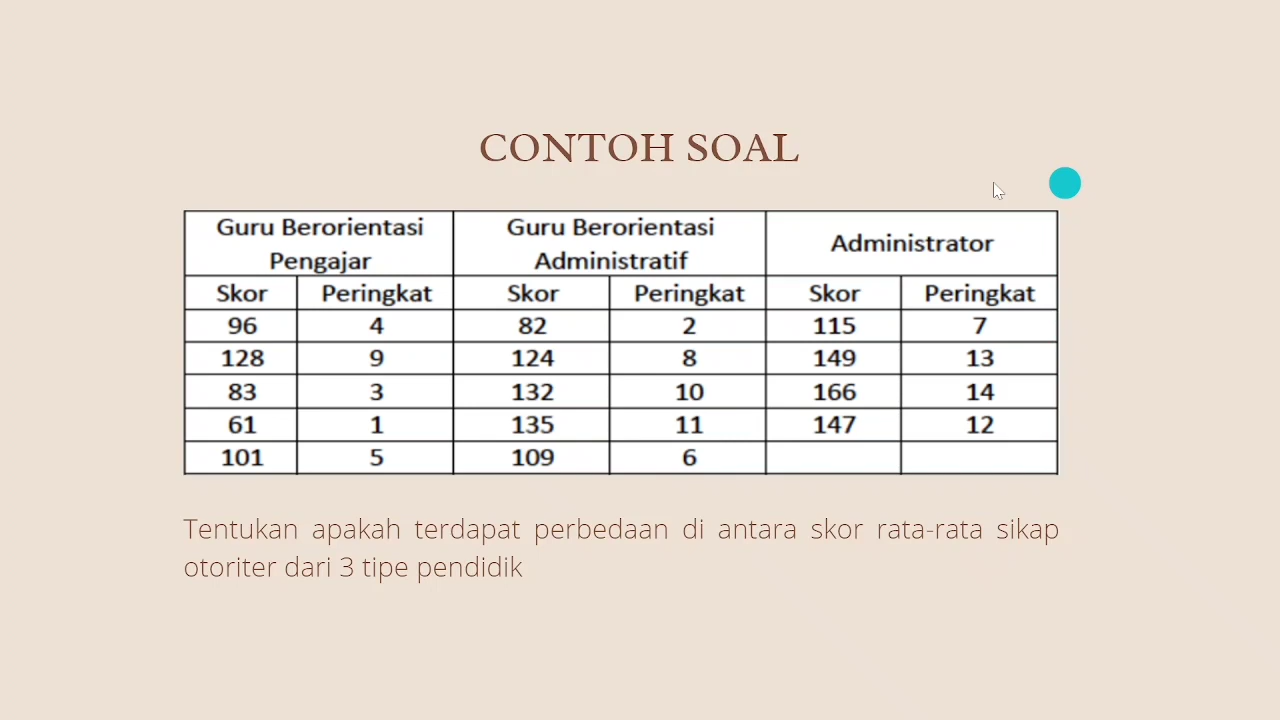 CONTOH SOAL
Guru Berorientasi Pengajar Guru Berorientasi Administratif Administrator
Skor Peringkat Skor Peringkat Skor Peringkat
96 4 82 2 115 7
128 9 124 8 149 13
83 3 132 10 166 14
61 1 135 11 147 12
101 5 109 6
Tentukan apakah terdapat perbedaan di antara skor rata-rata sikap
otoriter dari 3 tipe pendidik